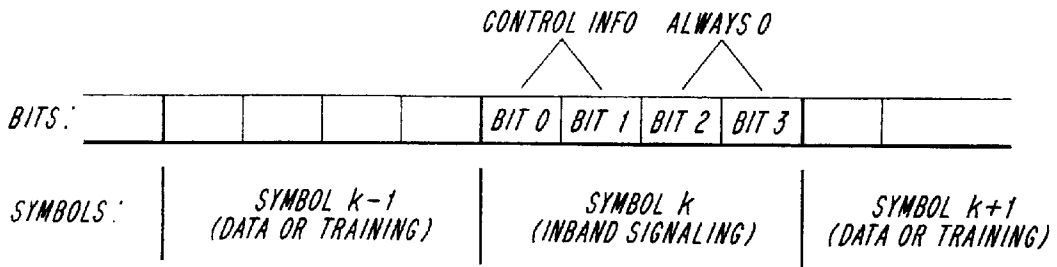 CONTROL INFO ALWAYS 0
BITS: BIT 0 BIT 1 BIT 2 BIT 3
SYMBOLS: SYMBOL k-1 SYMBOL k SYMBOL k+1
(DATA OR TRAINING) (INBAND SIGNALING) (DATA OR TRAINING)